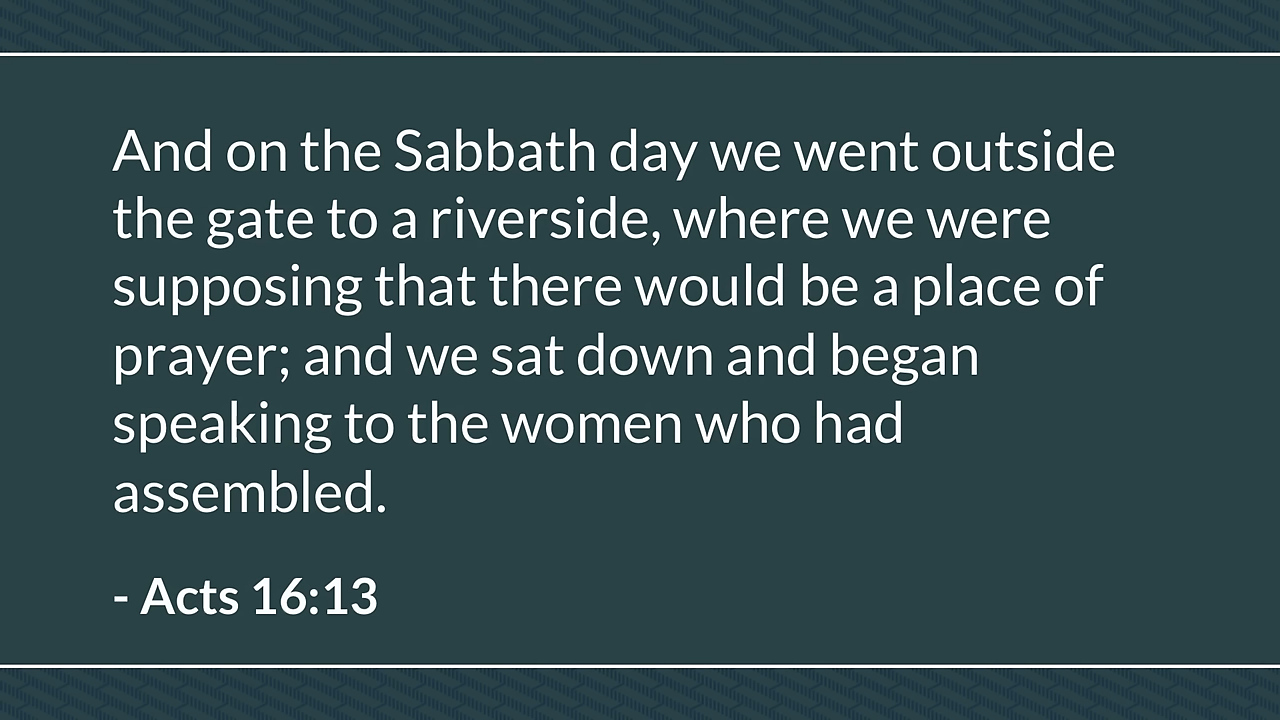 And on the Sabbath day we went outside
the gate to a riverside, where we were
supposing that there would be a place of
prayer; and we sat down and began
speaking to the women who had
assembled.
- Acts 16:13